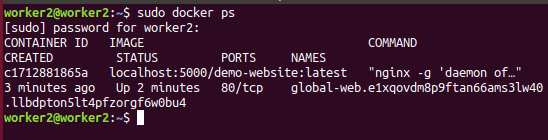 worker2@worker2:~$ sudo docker ps
[sudo] password for worker2:
CONTAINER ID   IMAGE                           COMMAND
CREATED         STATUS         PORTS     NAMES
c1712881865a   localhost:5000/demo-website:latest   "nginx -g 'daemon of…"
3 minutes ago   Up 2 minutes   80/tcp    global-web.e1xqovdm8p9ftan66ams3lw40
.llbdpton5lt4pfzorgf6w0bu4
worker2@worker2:~$